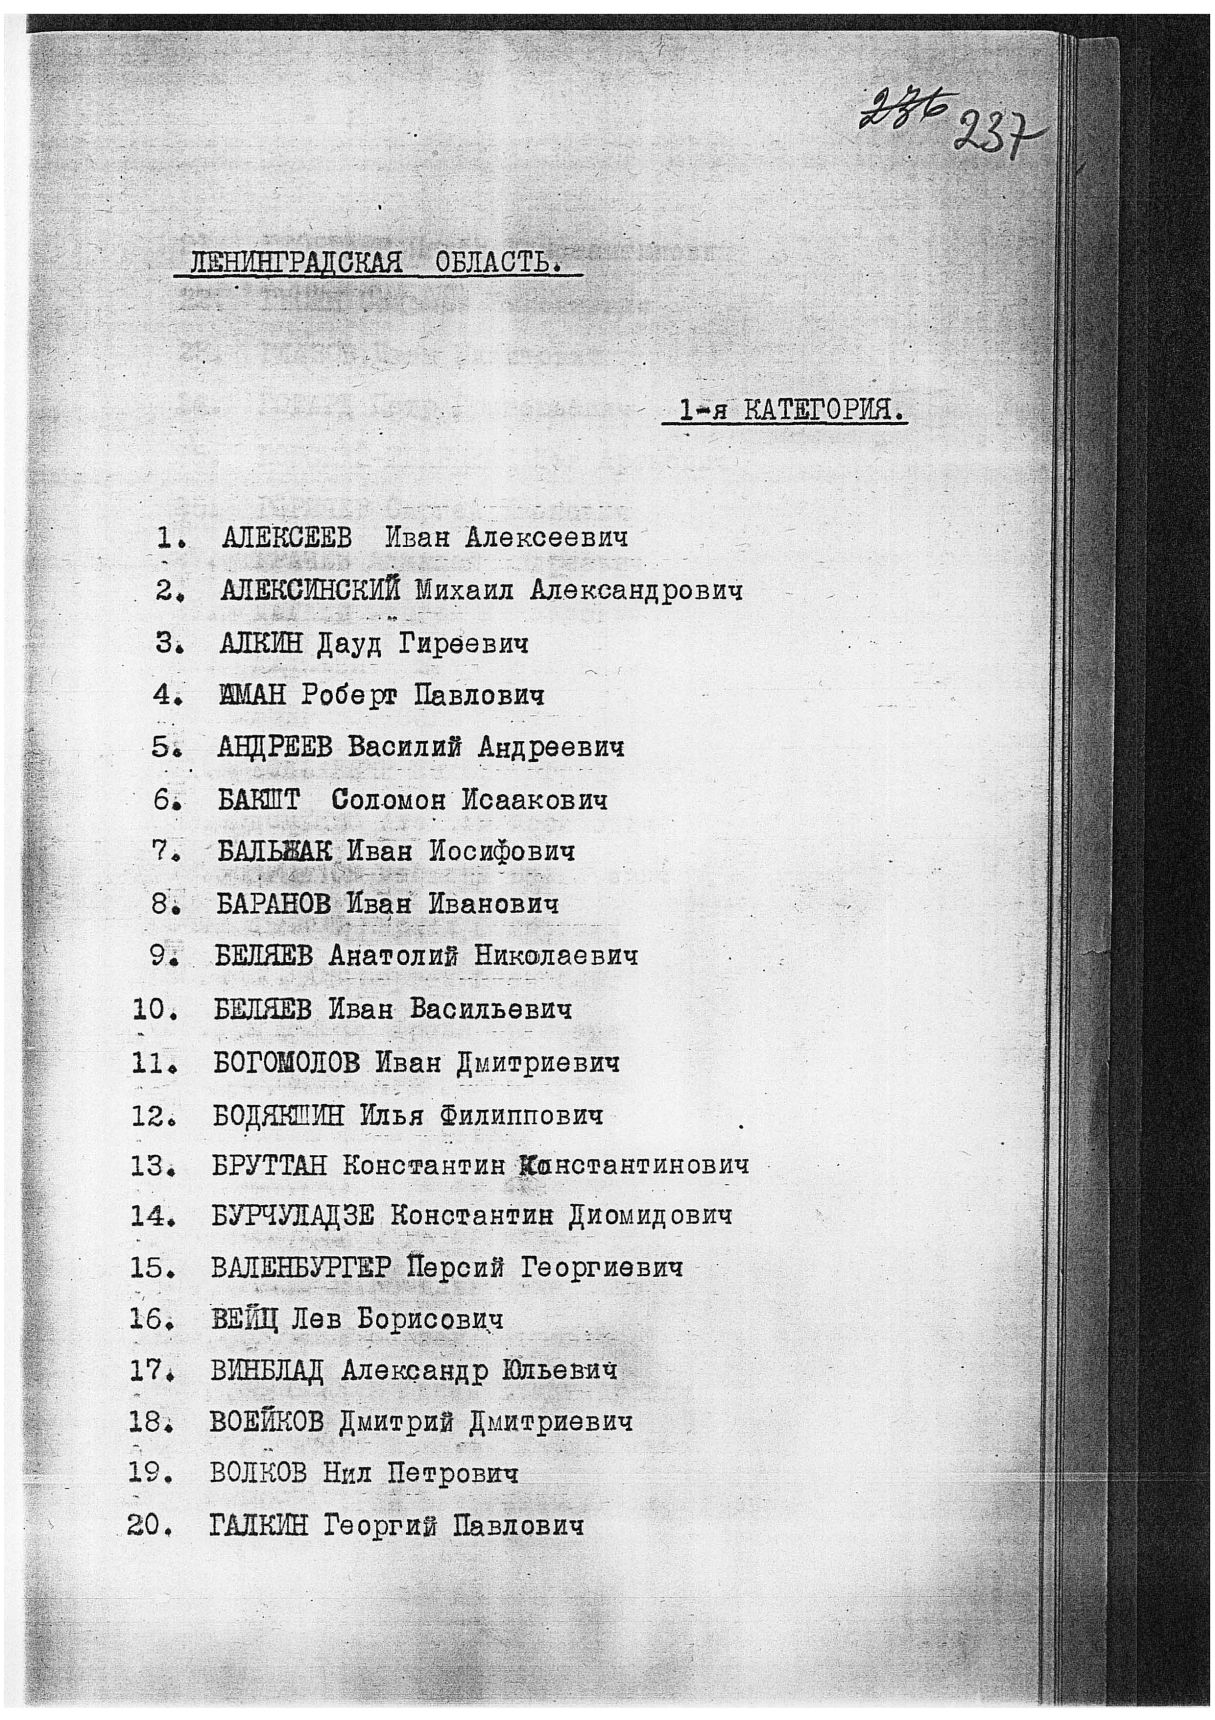 236 237
ЛЕНИНГРАДСКАЯ ОБЛАСТЬ.
1-я КАТЕГОРИЯ.
1. АЛЕКСЕЕВ Иван Алексеевич
2. АЛЕКСИНСКИЙ Михаил Александрович
3. АЛКИН Дауд Гиреевич
4. АМАН Роберт Павлович
5. АНДРЕЕВ Василий Андреевич
6. БАКШТ Соломон Исаакович
7. Иван Иосифович
8. БАРАНОВ Иван Иванович
9. БЕЛЯЕВ Анатолий Николаевич
10. БЕЛЯЕВ Иван Васильевич
11. БОГОМОЛОВ Иван Дмитриевич
12. БОДЯКШИН Илья Филиппович
13. БРУТТАН Константин Константинович
14. БУРЧУЛАДЗЕ Константин Диомидович
15. ВАЛЕНБУРГЕР Персий Георгиевич
16. ВЕЙЦ Лев Борисович
17. ВИНБЛАД Александр Юльевич
18. ВОЕЙКОВ Дмитрий Дмитриевич
19. ВОЛКОВ Нил Петрович
20. ГАЛКИН Георгий Павлович